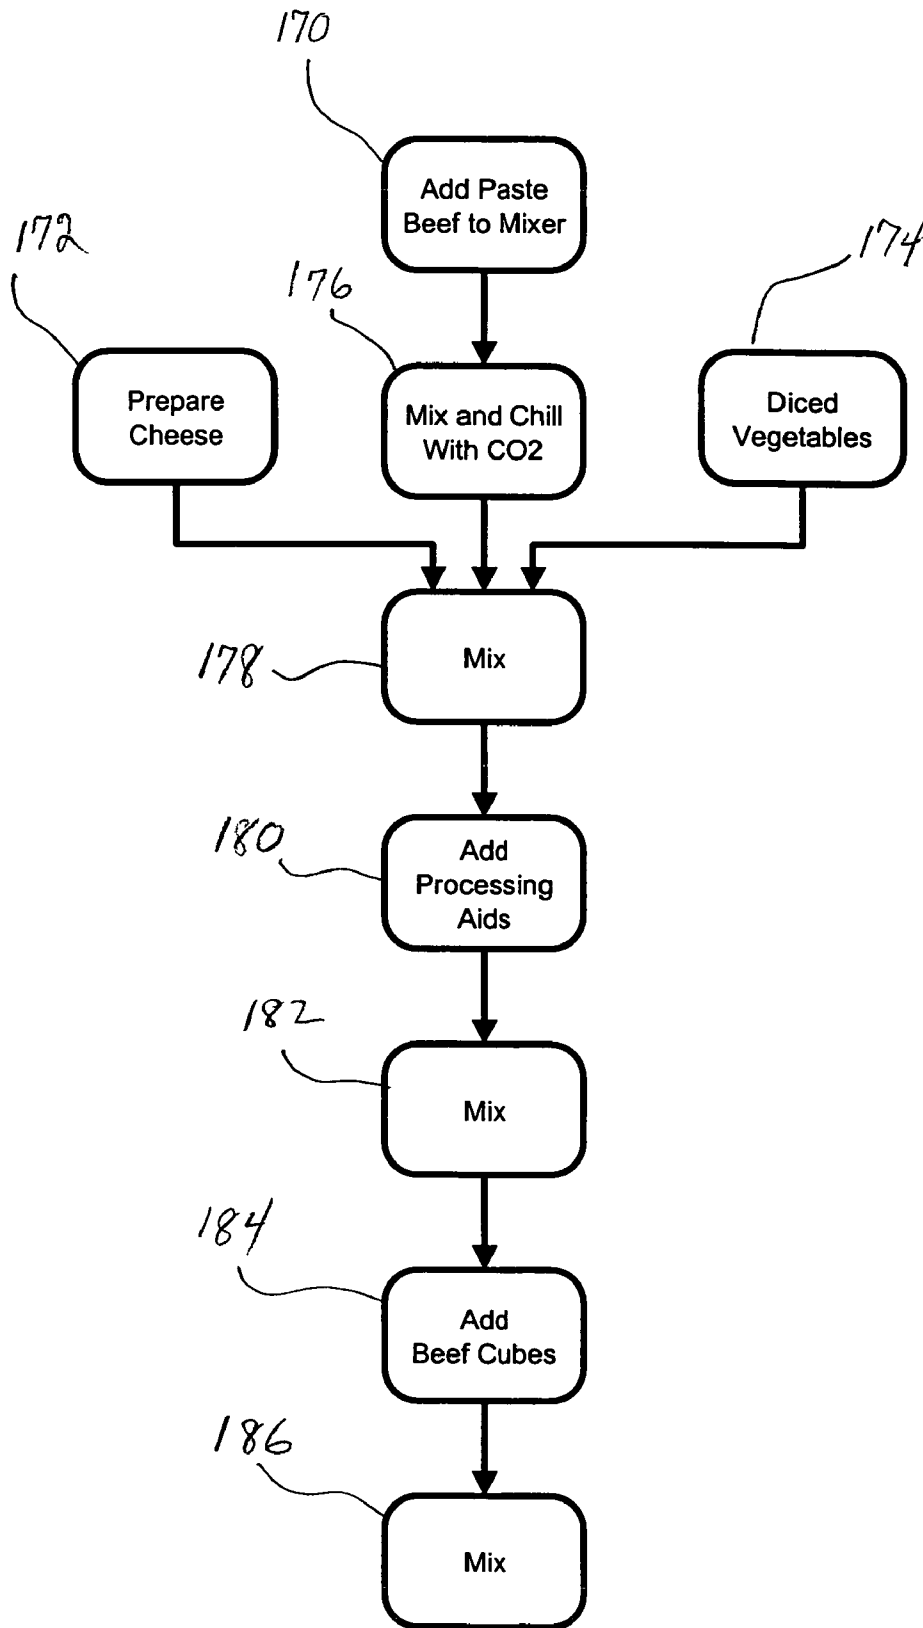 170
Add Paste
Beef to Mixer
172
176
174
Prepare
Cheese
Mix and Chill
With CO2
Diced
Vegetables
178
Mix
180
Add
Processing
Aids
182
Mix
184
Add
Beef Cubes
186
Mix